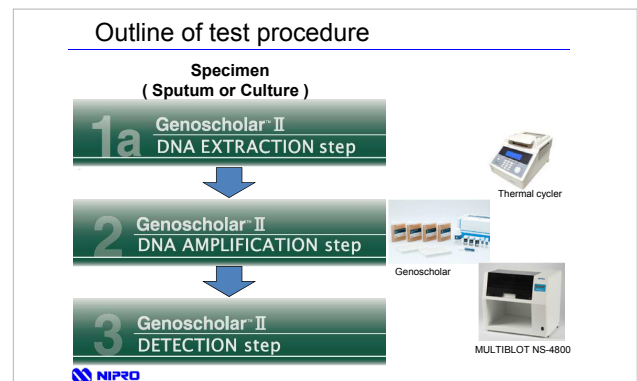 Outline of test procedure
Specimen
( Sputum or Culture )
1a
Genoscholar™ II
DNA EXTRACTION step
2
Genoscholar™ II
DNA AMPLIFICATION step
3
Genoscholar™ II
DETECTION step
Thermal cycler
Genoscholar
MULTIBLOT NS-4800
NIPRO